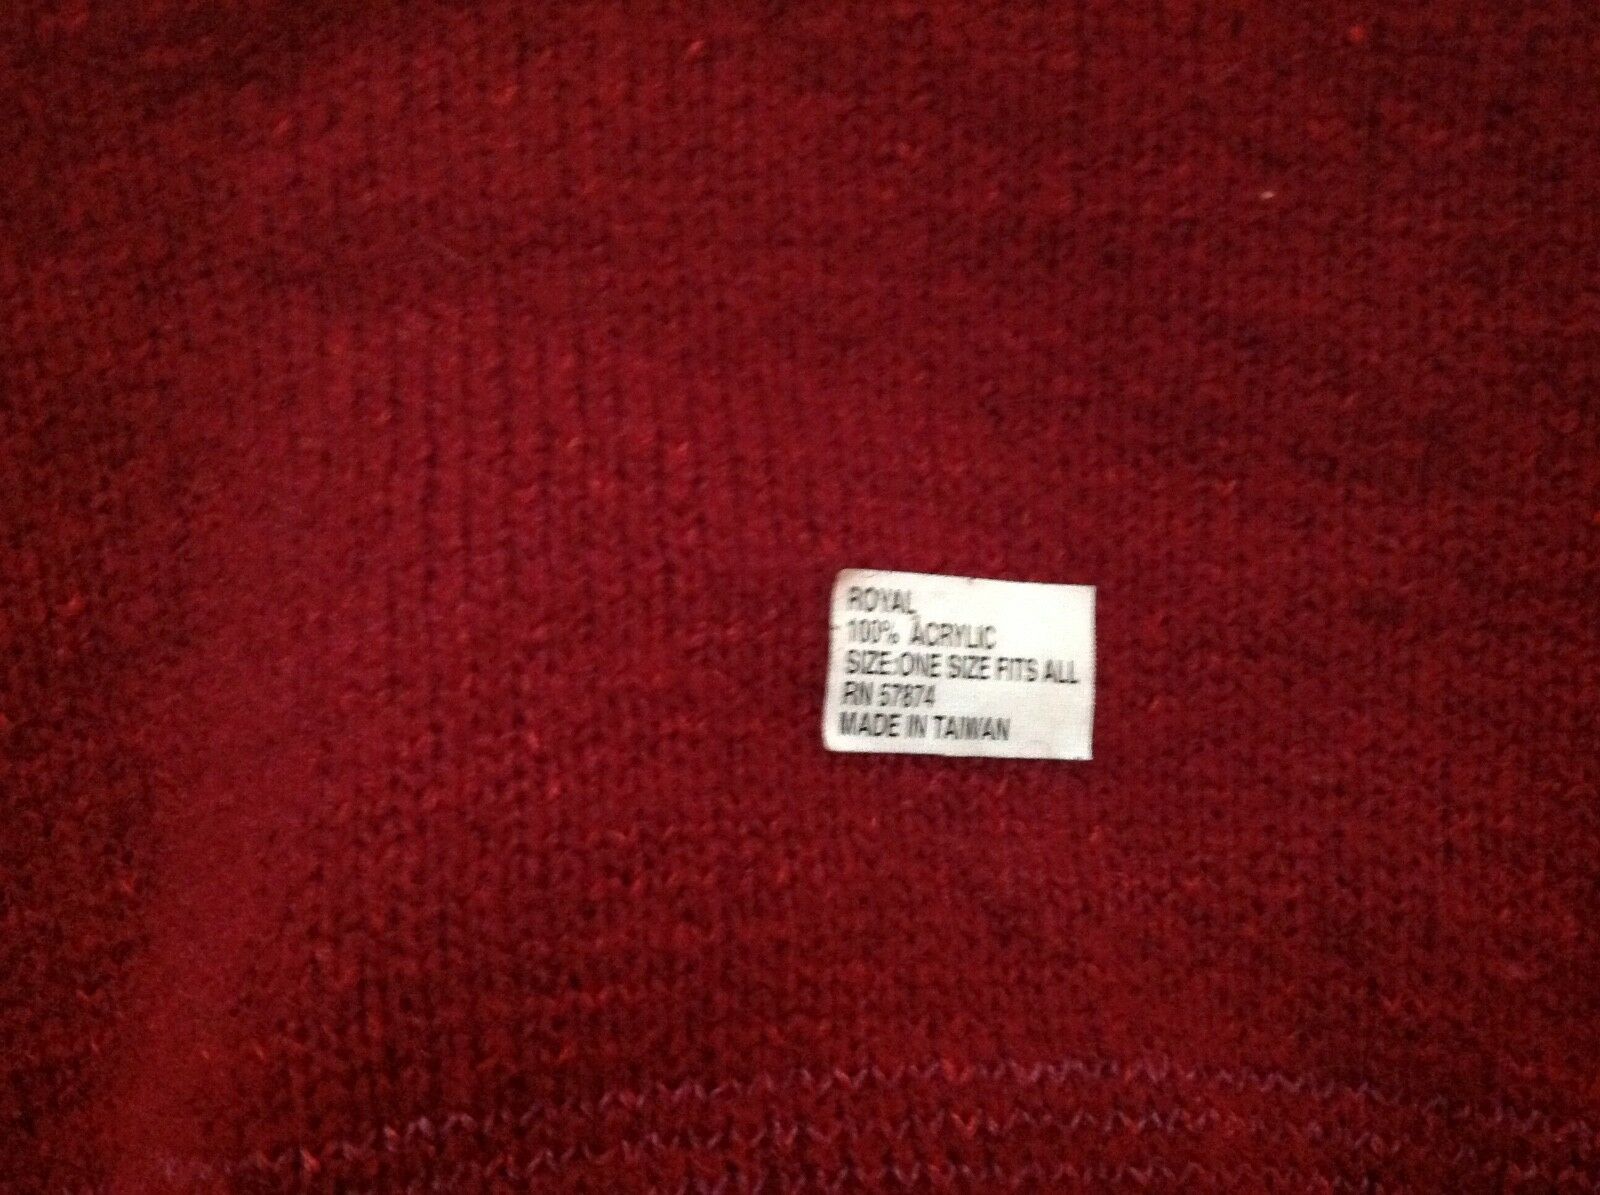 ROYAL
100% ACRYLIC
SIZE:ONE SIZE FITS ALL
RN 57874
MADE IN TAIWAN